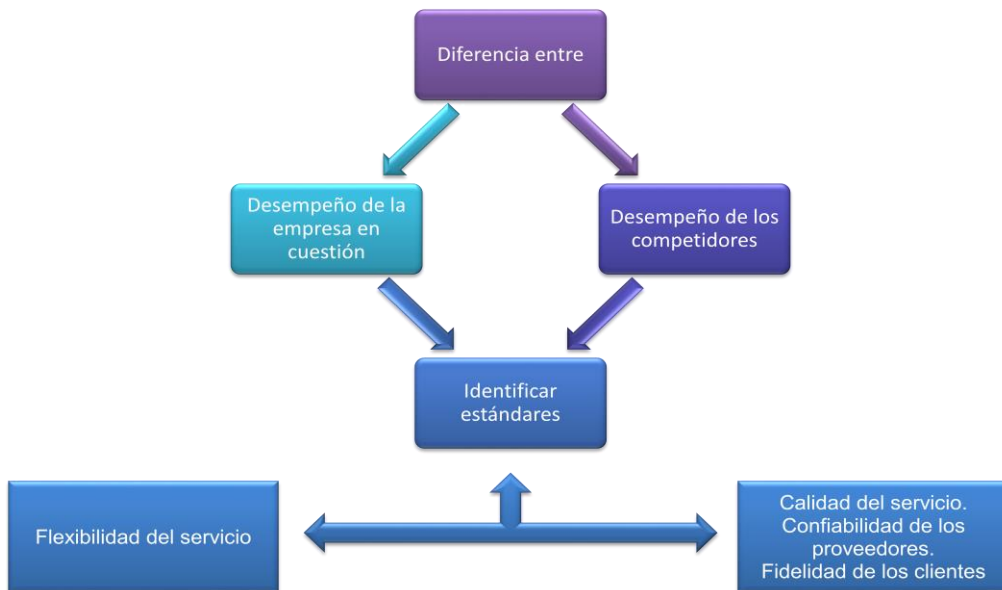 Diferencia entre
Desempeño de la
empresa en
cuestión
Desempeño de los
competidores
Identificar
estándares
Flexibilidad del servicio
Calidad del servicio.
Confiabilidad de los
proveedores.
Fidelidad de los clientes